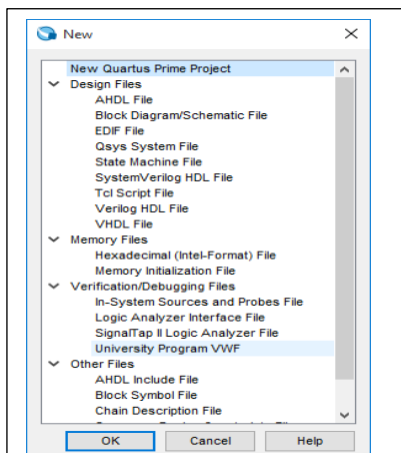 New
New Quartus Prime Project
Design Files
AHDL File
Block Diagram/Schematic File
EDIF File
Qsys System File
State Machine File
SystemVerilog HDL File
Tcl Script File
Verilog HDL File
VHDL File
Memory Files
Hexadecimal (Intel-Format) File
Memory Initialization File
Verification/Debugging Files
In-System Sources and Probes File
Logic Analyzer Interface File
SignalTap II Logic Analyzer File
University Program VWF
Other Files
AHDL Include File
Block Symbol File
Chain Description File
OK Cancel Help